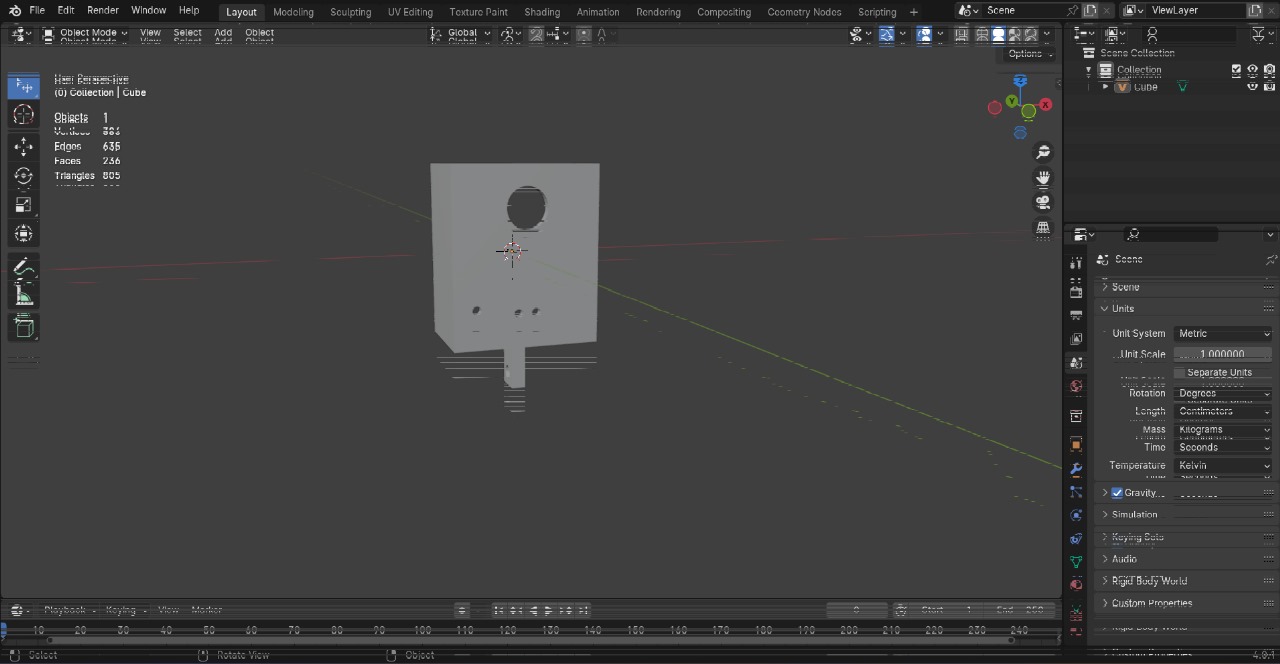 File Edit Render Window Help Layout Modeling Sculpting UV Editing Texture Paint Shading Animation Rendering Compositing Geometry Nodes Scripting + Scene ViewLayer
Object Mode View Select Add Object Global
Options
User Perspective
(0) Collection | Cube
Objects 1
Vertices
Edges 635
Faces 236
Triangles 805
Z
Y
X
Scene Collection
Collection
Cube
Scene
Scene
Units
Unit System Metric
Unit Scale 1.000000
Separate Units
Rotation Degrees
Length Centimeters
Mass Kilograms
Time Seconds
Temperature Kelvin
Gravity
Simulation
Keying Sets
Audio
Rigid Body World
Custom Properties
Playback Keying View Marker 0 Start 1 End 250
10 20 30 40 50 60 70 80 90 100 110 120 130 140 150 160 170 180 190 200 210 220 230 240
Select Rotate View Object